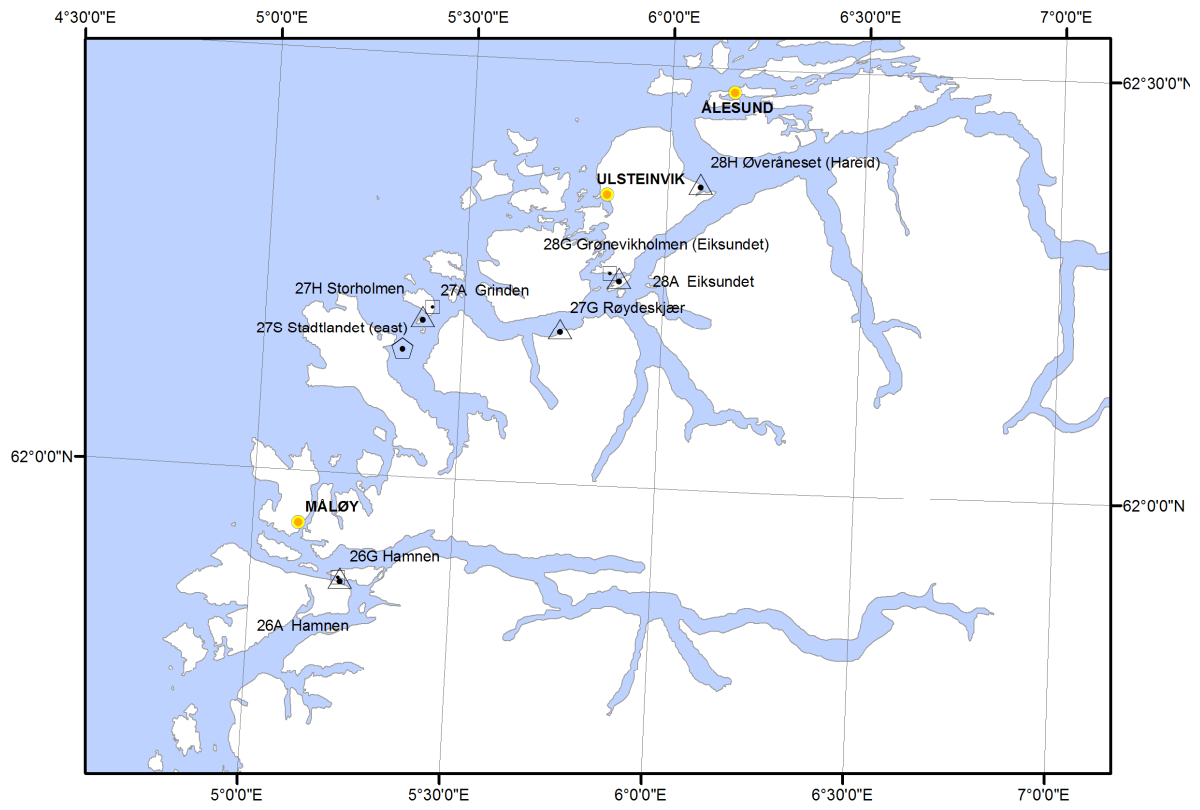 4°30'0"E 5°0'0"E 5°30'0"E 6°0'0"E 6°30'0"E 7°0'0"E
62°30'0"N
ÅLESUND
28H Øveråneset (Hareid)
ULSTEINVIK
28G Grønevikholmen (Eiksundet)
28A Eiksundet
27H Storholmen
27A Grinden
27G Røydeskjær
27S Stadtlandet (east)
62°0'0"N
62°0'0"N
MÅLØY
26G Hamnen
26A Hamnen
5°0'0"E 5°30'0"E 6°0'0"E 6°30'0"E 7°0'0"E